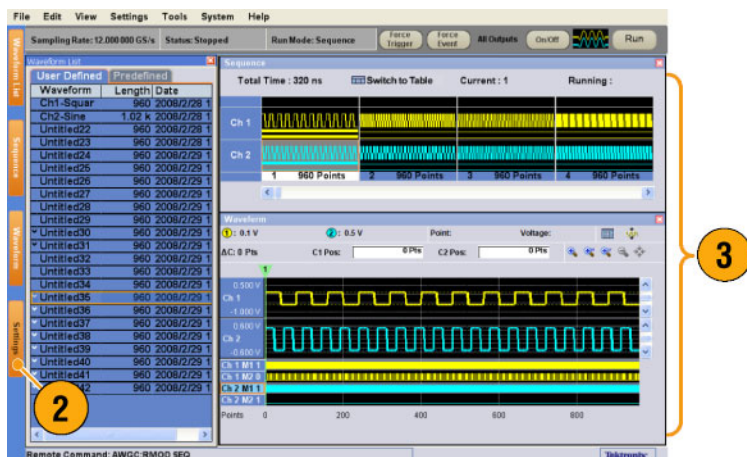 File Edit View Settings Tools System Help
Sampling Rate: 12.000 000 GS/s Status: Stopped Run Mode: Sequence Force Trigger Force Event All Outputs On/Off Run
Waveform List
Sequence
Waveform
Settings
2
Waveform List
User Defined Predefined
Waveform Length Date
Ch1-Squar 960 2008/2/28 1
Ch2-Sine 1.02 k 2008/2/28 1
Untitled22 960 2008/2/29 1
Untitled23 960 2008/2/29 1
Untitled24 960 2008/2/29 1
Untitled25 960 2008/2/29 1
Untitled26 960 2008/2/29 1
Untitled27 960 2008/2/29 1
Untitled28 960 2008/2/29 1
Untitled29 960 2008/2/29 1
Untitled30 960 2008/2/29 1
Untitled31 960 2008/2/29 1
Untitled32 960 2008/2/29 1
Untitled33 960 2008/2/29 1
Untitled34 960 2008/2/29 1
Untitled35 960 2008/2/29 1
Untitled36 960 2008/2/29 1
Untitled37 960 2008/2/29 1
Untitled38 960 2008/2/29 1
Untitled39 960 2008/2/29 1
Untitled40 960 2008/2/29 1
Untitled41 960 2008/2/29 1
42 960 2008/2/29 1
Sequence
Total Time : 320 ns Switch to Table Current : 1 Running :
Ch 1
Ch 2
1 960 Points 2 960 Points 3 960 Points 4 960 Points
Waveform
1 : 0.1 V 2 : 0.5 V Point: Voltage:
ΔC: 0 Pts C1 Pos: 0 Pts C2 Pos: 0 Pts
1
0.500 V
Ch 1
-1.000 V
0.600 V
Ch 2
-0.600 V
Ch 1 M1 1
Ch 1 M2 0
Ch 2 M1 1
Ch 2 M2 1
Points 0 200 400 600 800
3
Remote Command: AWGC:RMOD SEQ Tektronix